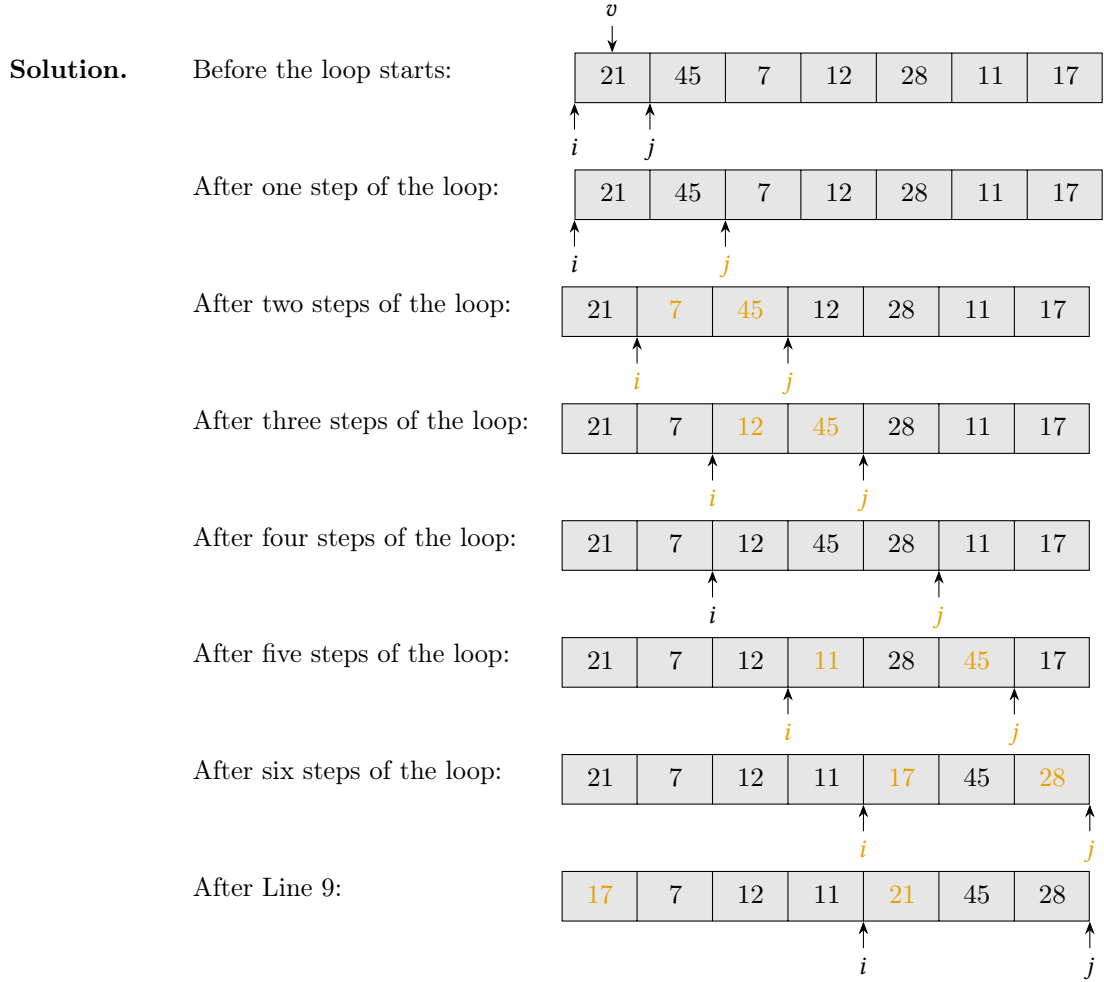 v
Solution. Before the loop starts: 21 45 7 12 28 11 17
i j
After one step of the loop: 21 45 7 12 28 11 17
i j
After two steps of the loop: 21 7 45 12 28 11 17
i j
After three steps of the loop: 21 7 12 45 28 11 17
i j
After four steps of the loop: 21 7 12 45 28 11 17
i j
After five steps of the loop: 21 7 12 11 28 45 17
i j
After six steps of the loop: 21 7 12 11 17 45 28
i j
After Line 9: 17 7 12 11 21 45 28
i j